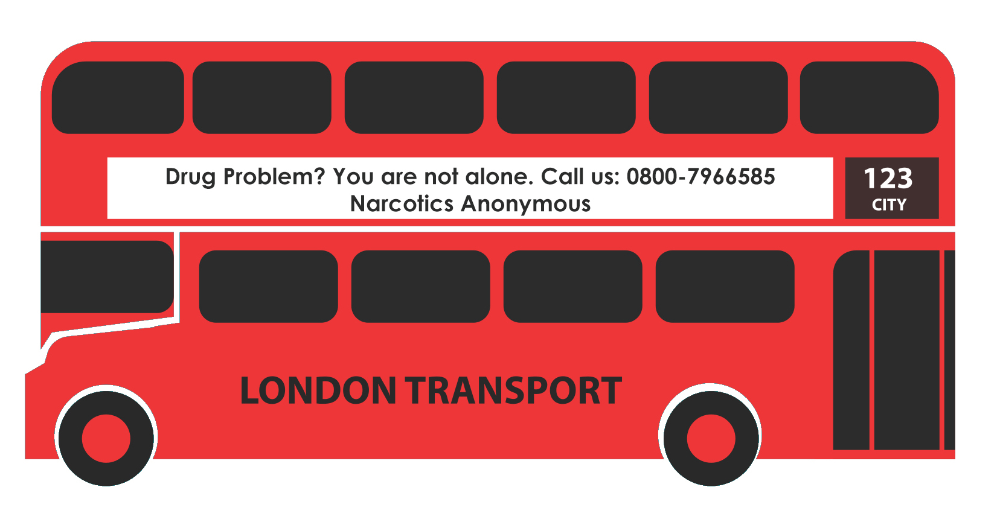 Drug Problem? You are not alone. Call us: 0800-7966585
Narcotics Anonymous
123
CITY
LONDON TRANSPORT